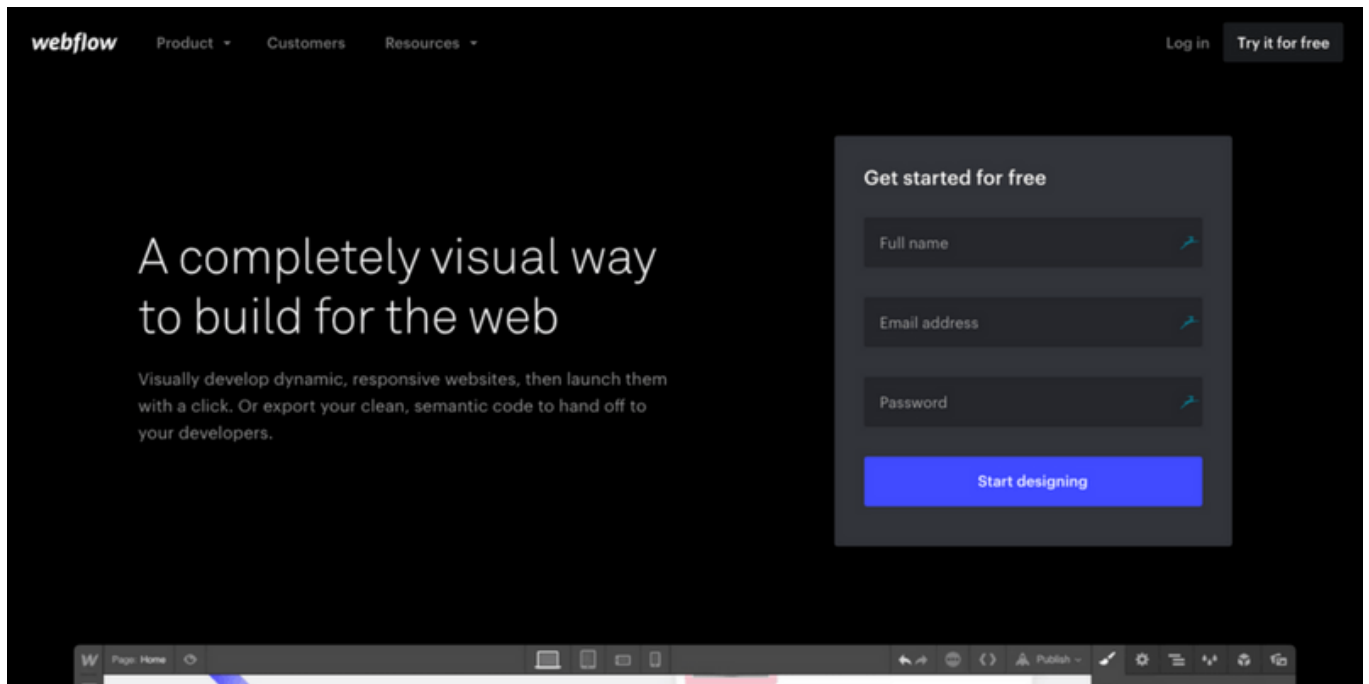 webflow
Product
Customers
Resources
Log in
Try it for free
Get started for free
Full name
A completely visual way
to build for the web
Email address
Visually develop dynamic, responsive websites, then launch them
with a click. Or export your clean, semantic code to hand off to
your developers.
Password
Start designing
W
Page: Home
Publish